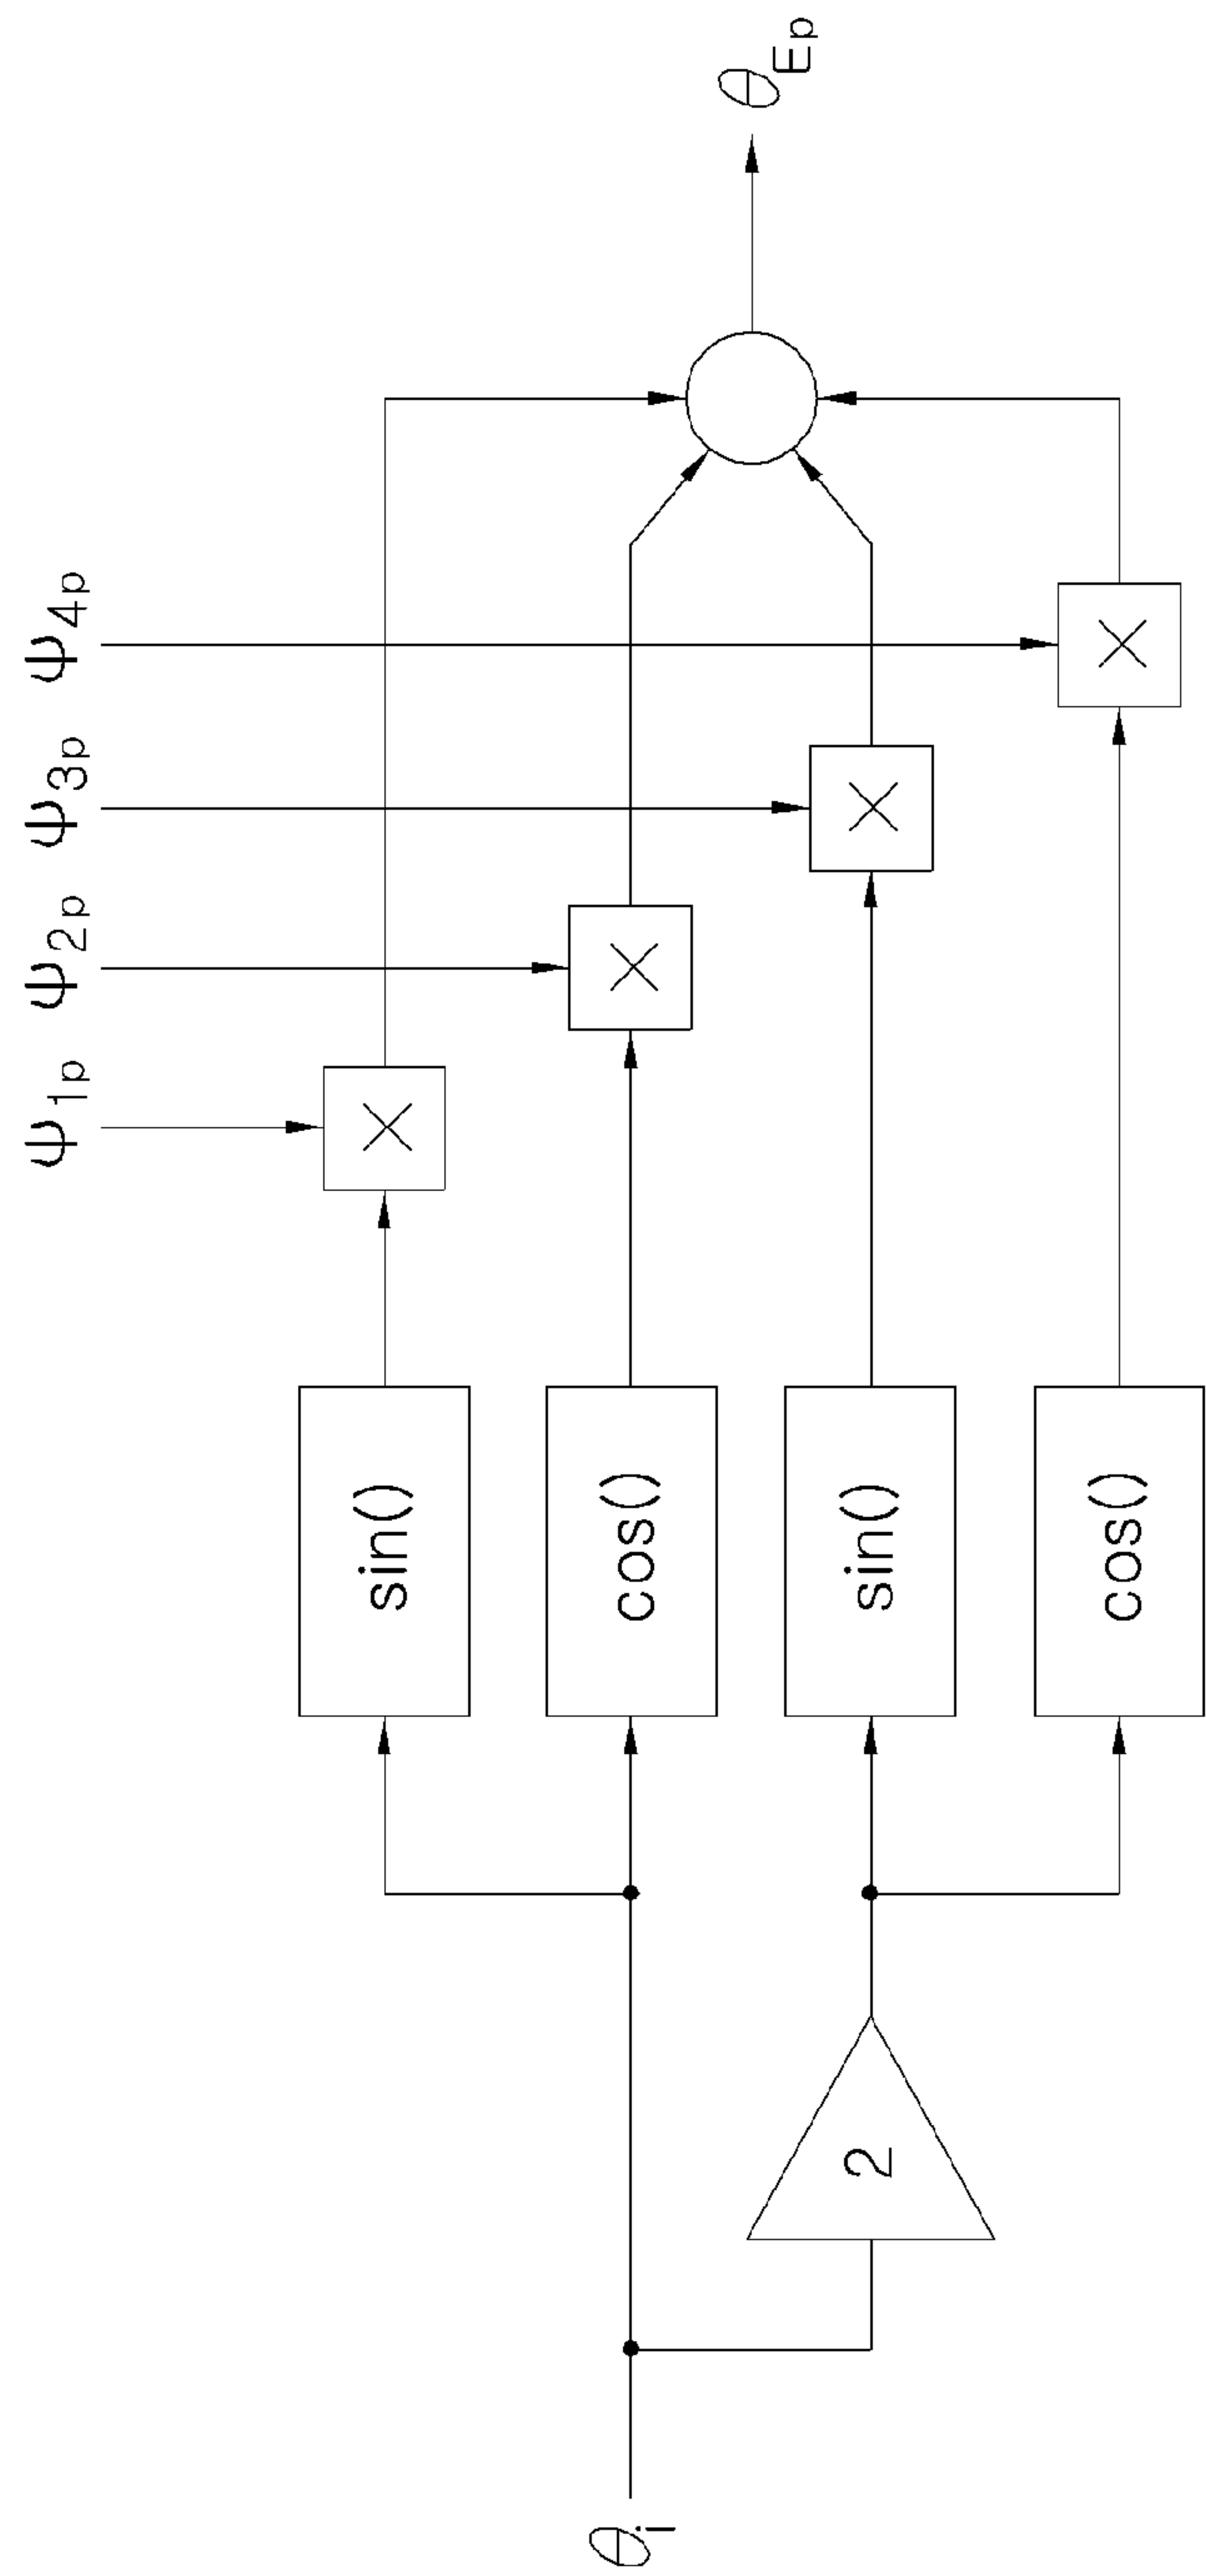 ψ1p
ψ2p
ψ3p
ψ4p
θi
2
sin()
cos()
sin()
cos()
×
×
×
×
θEp